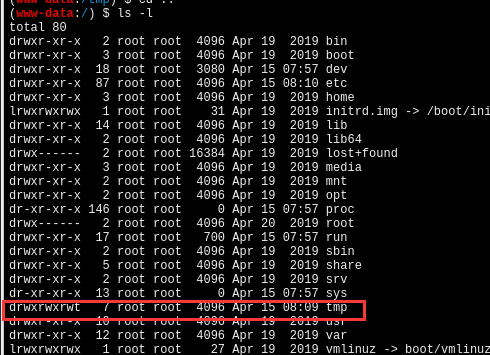 (www-data:/tmp) $ cd ..
(www-data:/) $ ls -l
total 80
drwxr-xr-x   2 root root  4096 Apr 19  2019 bin
drwxr-xr-x   3 root root  4096 Apr 19  2019 boot
drwxr-xr-x  18 root root  3080 Apr 15 07:57 dev
drwxr-xr-x  87 root root  4096 Apr 15 08:10 etc
drwxr-xr-x   3 root root  4096 Apr 19  2019 home
lrwxrwxrwx   1 root root    31 Apr 19  2019 initrd.img -> /boot/ini
drwxr-xr-x  14 root root  4096 Apr 19  2019 lib
drwxr-xr-x   2 root root  4096 Apr 19  2019 lib64
drwx------   2 root root 16384 Apr 19  2019 lost+found
drwxr-xr-x   3 root root  4096 Apr 19  2019 media
drwxr-xr-x   2 root root  4096 Apr 19  2019 mnt
drwxr-xr-x   2 root root  4096 Apr 19  2019 opt
dr-xr-xr-x 146 root root     0 Apr 15 07:57 proc
drwx------   2 root root  4096 Apr 20  2019 root
drwxr-xr-x  17 root root   700 Apr 15 07:57 run
drwxr-xr-x   2 root root  4096 Apr 19  2019 sbin
drwxr-xr-x   5 root root  4096 Apr 19  2019 share
drwxr-xr-x   2 root root  4096 Apr 19  2019 srv
dr-xr-xr-x  13 root root     0 Apr 15 07:57 sys
drwxrwxrwt   7 root root  4096 Apr 15 08:09 tmp
drwxr-xr-x  10 root root  4096 Apr 19  2019 usr
drwxr-xr-x  12 root root  4096 Apr 19  2019 var
lrwxrwxrwx   1 root root    27 Apr 19  2019 vmlinuz -> boot/vmlinuz